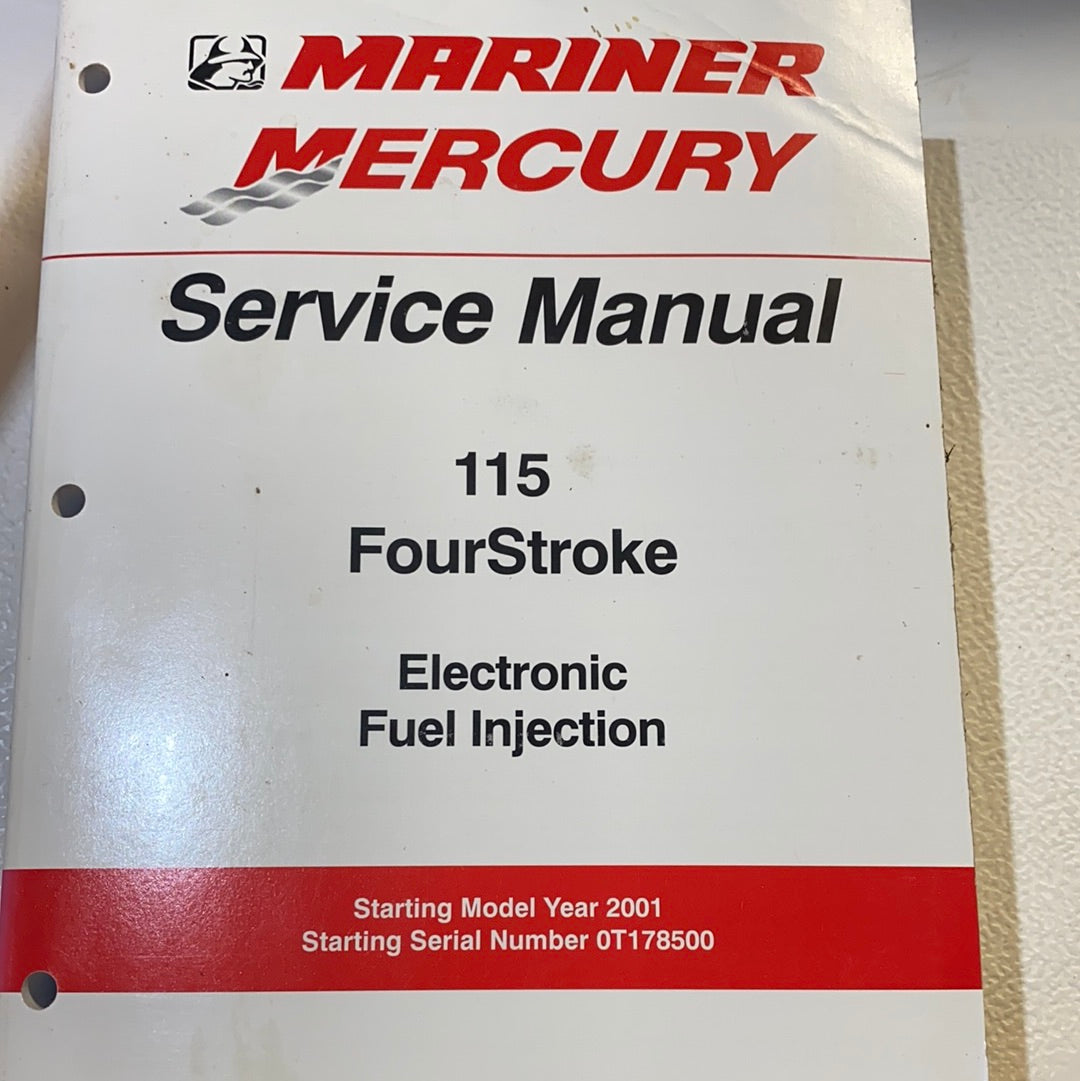 MARINER
MERCURY
Service Manual
115
FourStroke
Electronic
Fuel Injection
Starting Model Year 2001
Starting Serial Number 0T178500